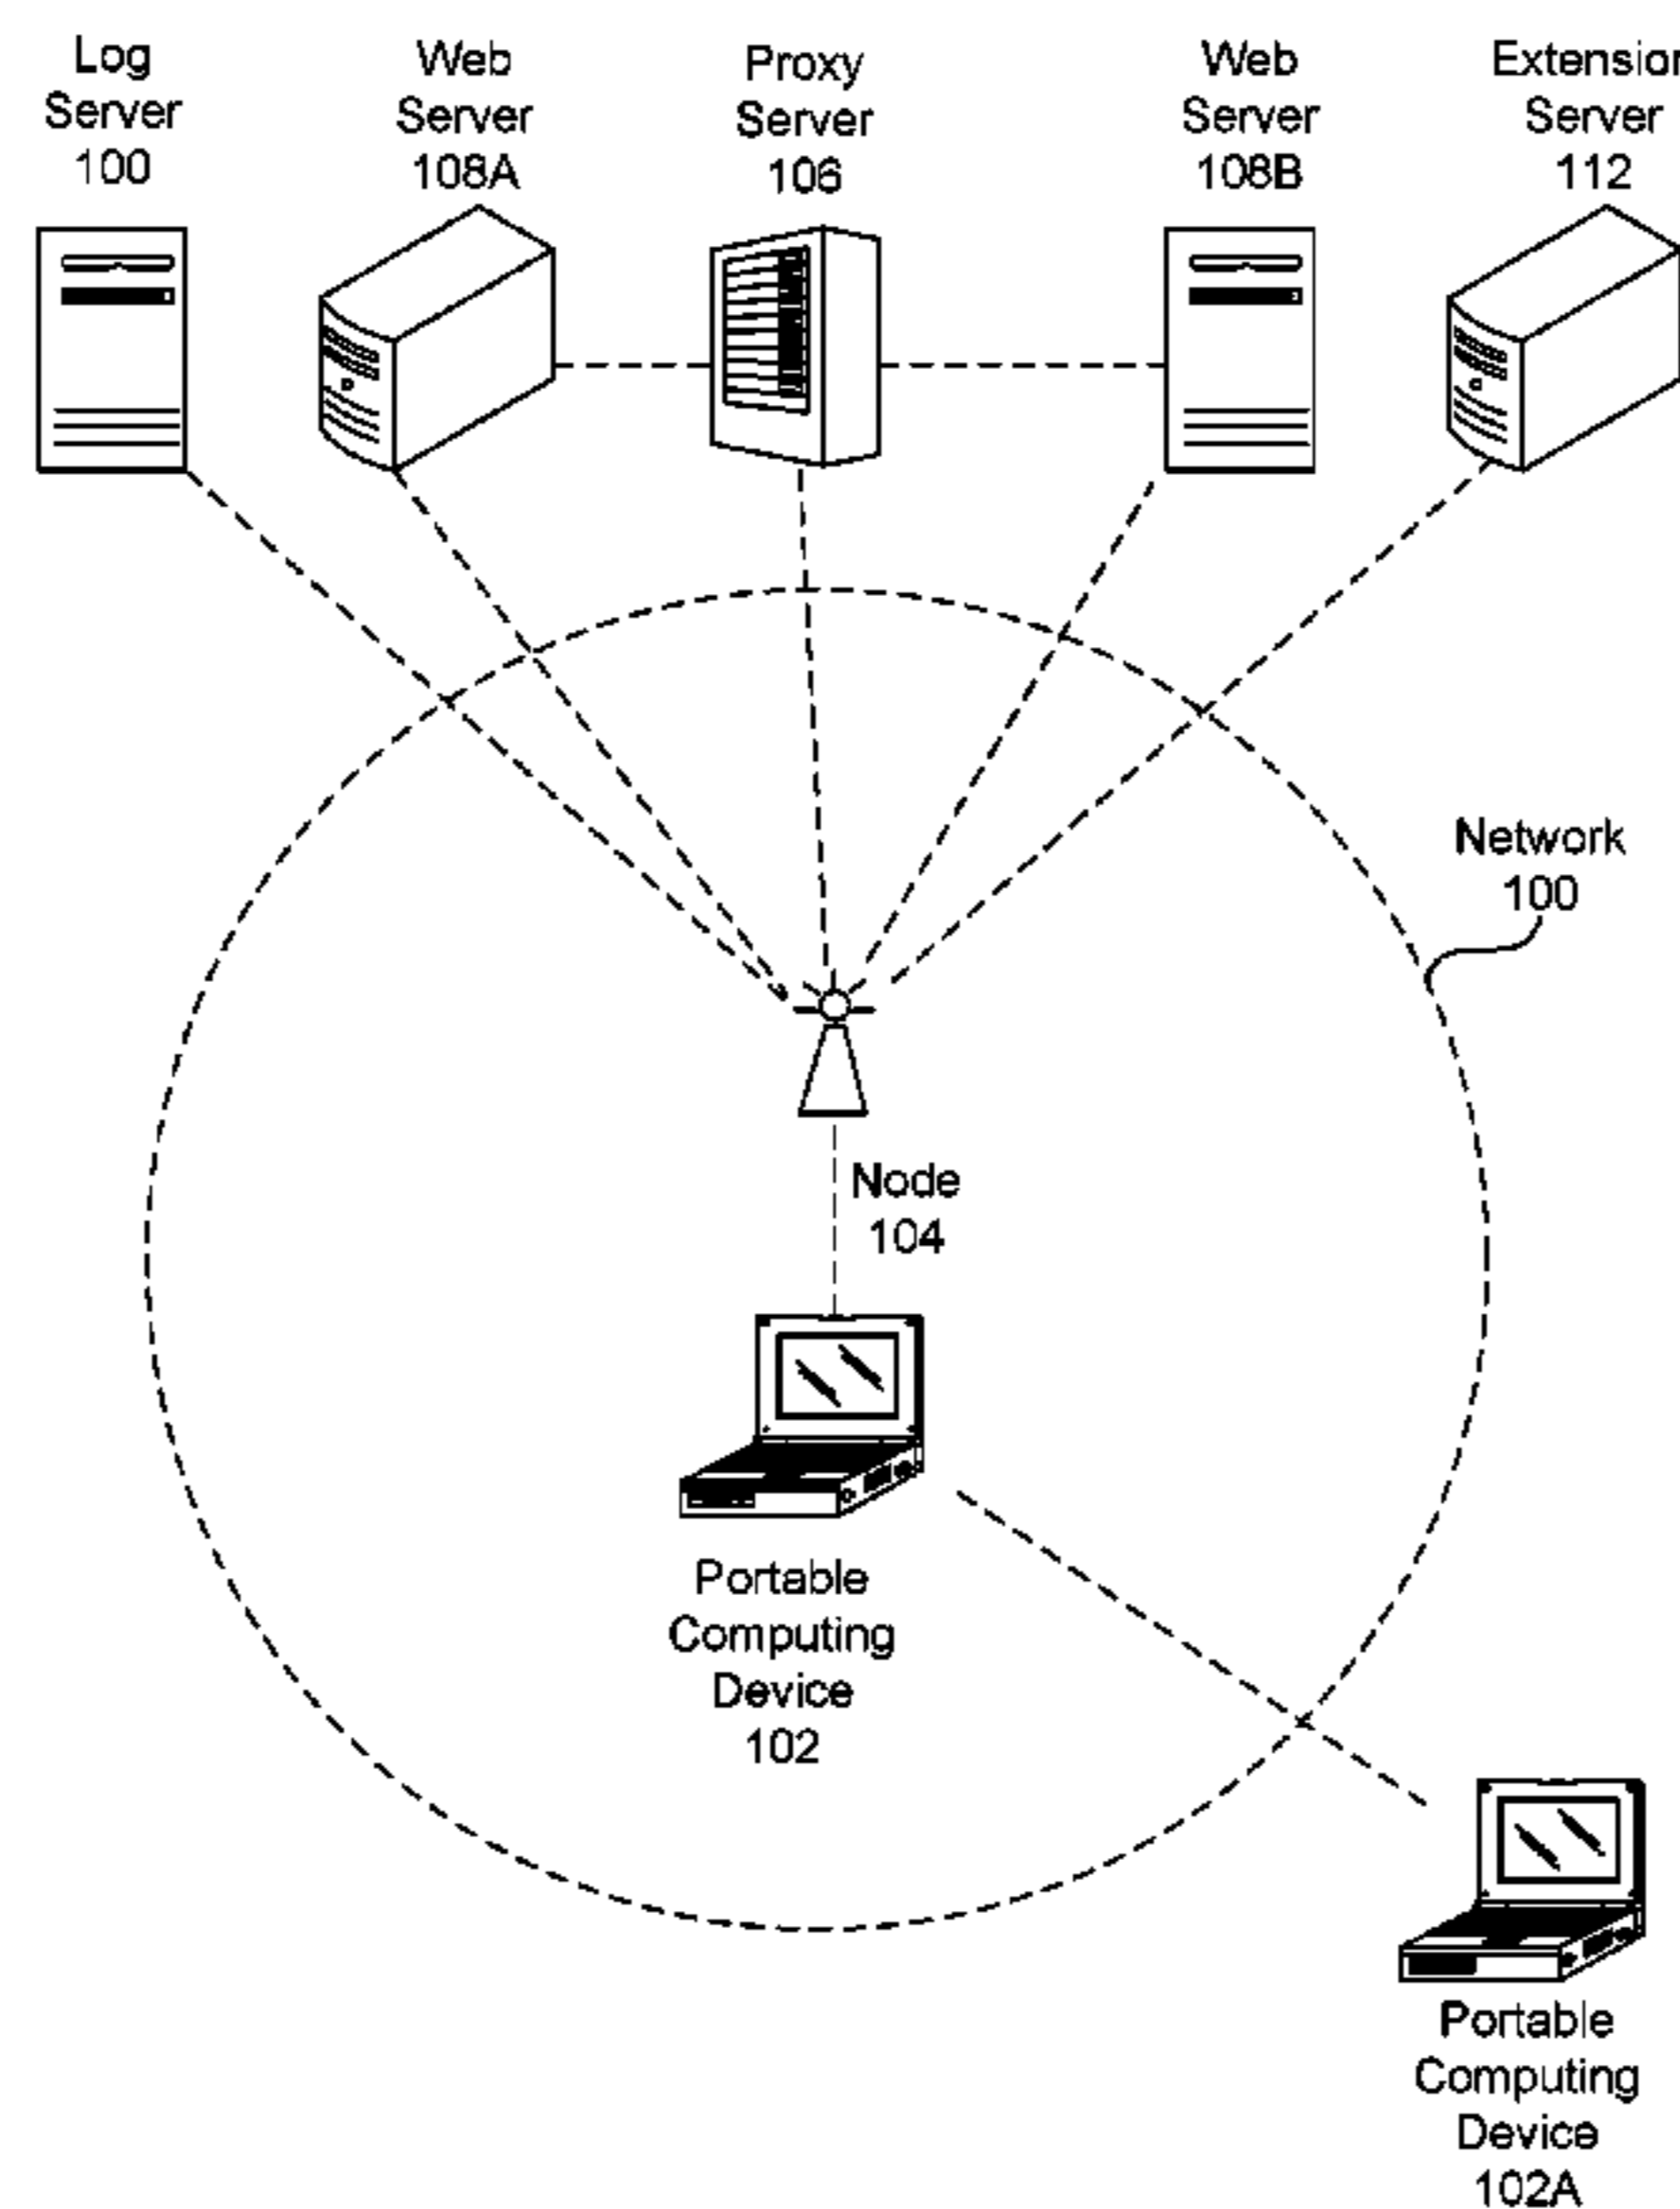 Log
Server
100
Web
Server
108A
Proxy
Server
106
Web
Server
108B
Extension
Server
112
Network
100
Node
104
Portable
Computing
Device
102
Portable
Computing
Device
102A